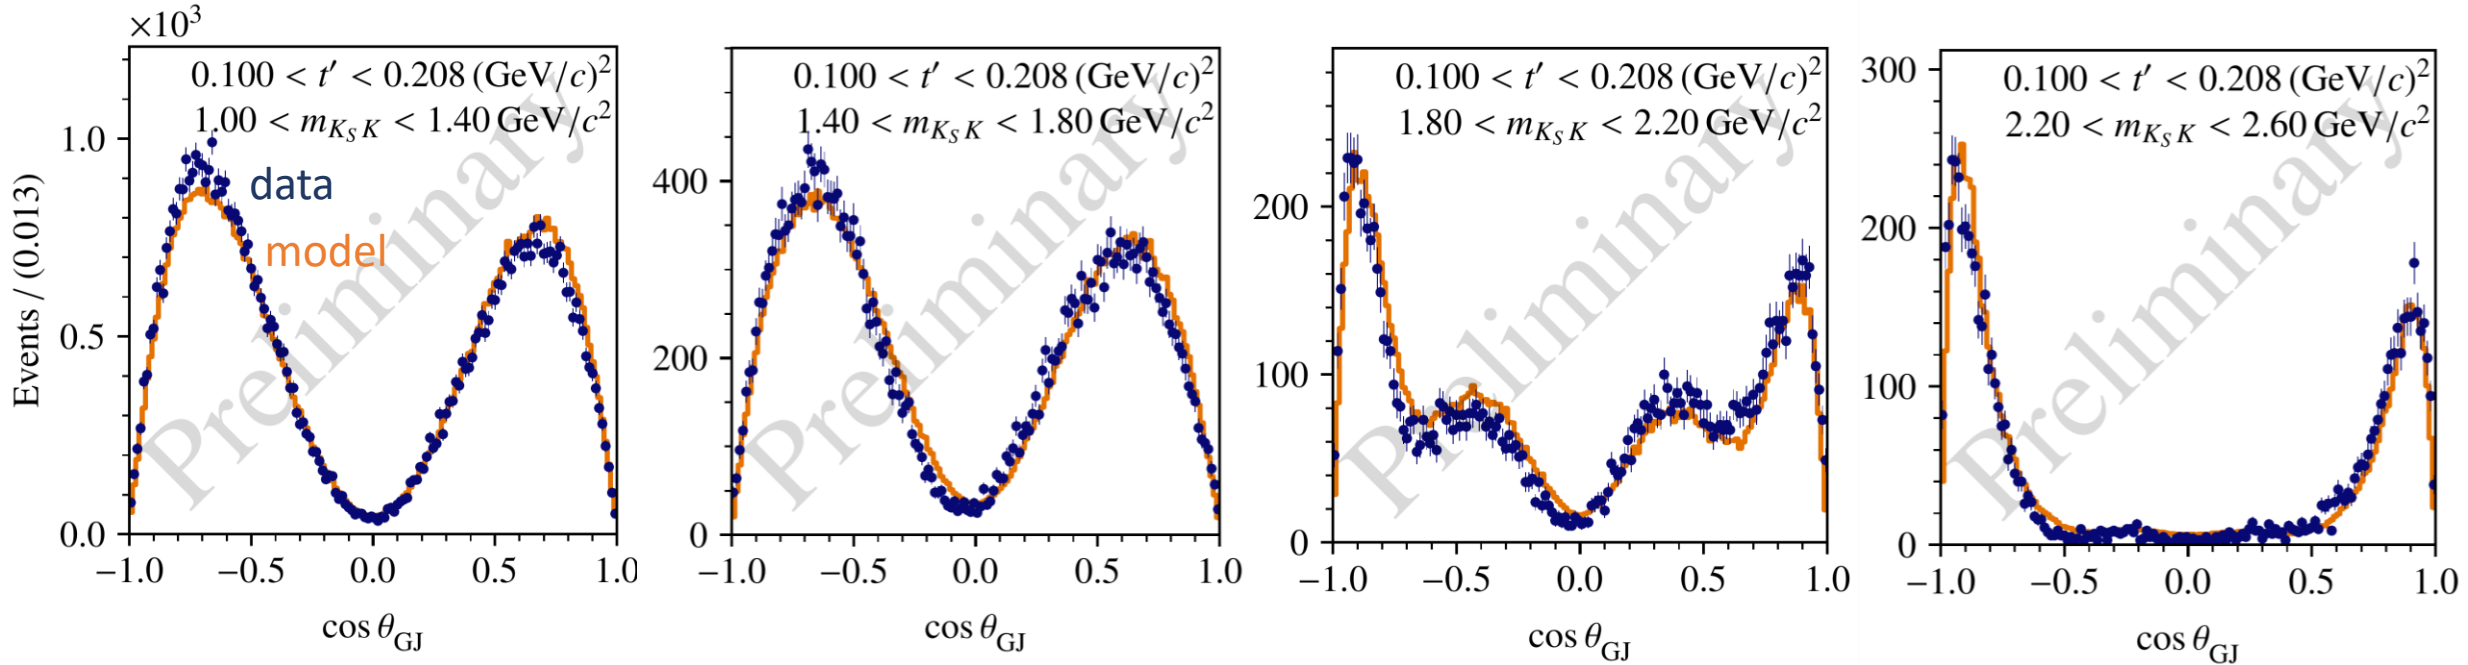 ×10³
Events / (0.013)
1.0
0.5
0.0
0.100 < t′ < 0.208 (GeV/c)²
1.00 < m_{K_S K} < 1.40 GeV/c²
data
model
Preliminary
−1.0 −0.5 0.0 0.5 1.0
cos θ_GJ
400
200
0
0.100 < t′ < 0.208 (GeV/c)²
1.40 < m_{K_S K} < 1.80 GeV/c²
Preliminary
−1.0 −0.5 0.0 0.5 1.0
cos θ_GJ
200
100
0
0.100 < t′ < 0.208 (GeV/c)²
1.80 < m_{K_S K} < 2.20 GeV/c²
Preliminary
−1.0 −0.5 0.0 0.5 1.0
cos θ_GJ
300
200
100
0
0.100 < t′ < 0.208 (GeV/c)²
2.20 < m_{K_S K} < 2.60 GeV/c²
Preliminary
−1.0 −0.5 0.0 0.5 1.0
cos θ_GJ